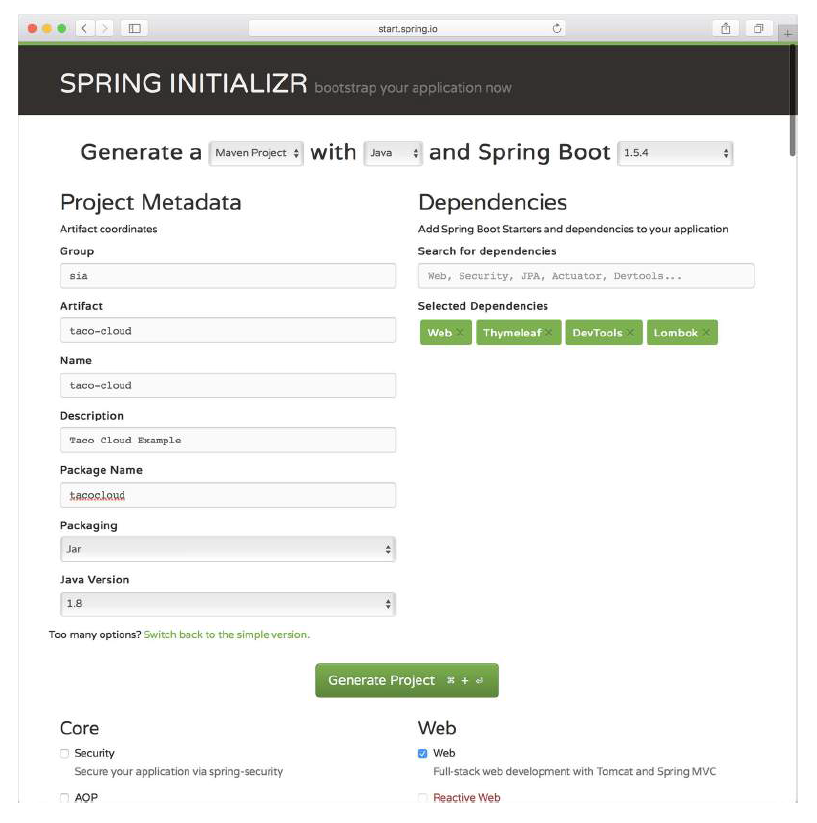 start.spring.io
SPRING INITIALIZR bootstrap your application now
Generate a Maven Project with Java and Spring Boot 1.5.4
Project Metadata
Artifact coordinates
Group
sia
Artifact
taco-cloud
Name
taco-cloud
Description
Taco Cloud Example
Package Name
tacocloud
Packaging
Jar
Java Version
1.8
Too many options? Switch back to the simple version.
Dependencies
Add Spring Boot Starters and dependencies to your application
Search for dependencies
Web, Security, JPA, Actuator, Devtools...
Selected Dependencies
Web × Thymeleaf × DevTools × Lombok ×
Generate Project ⌘ + ⏎
Core
Security
Secure your application via spring-security
AOP
Web
Web
Full-stack web development with Tomcat and Spring MVC
Reactive Web